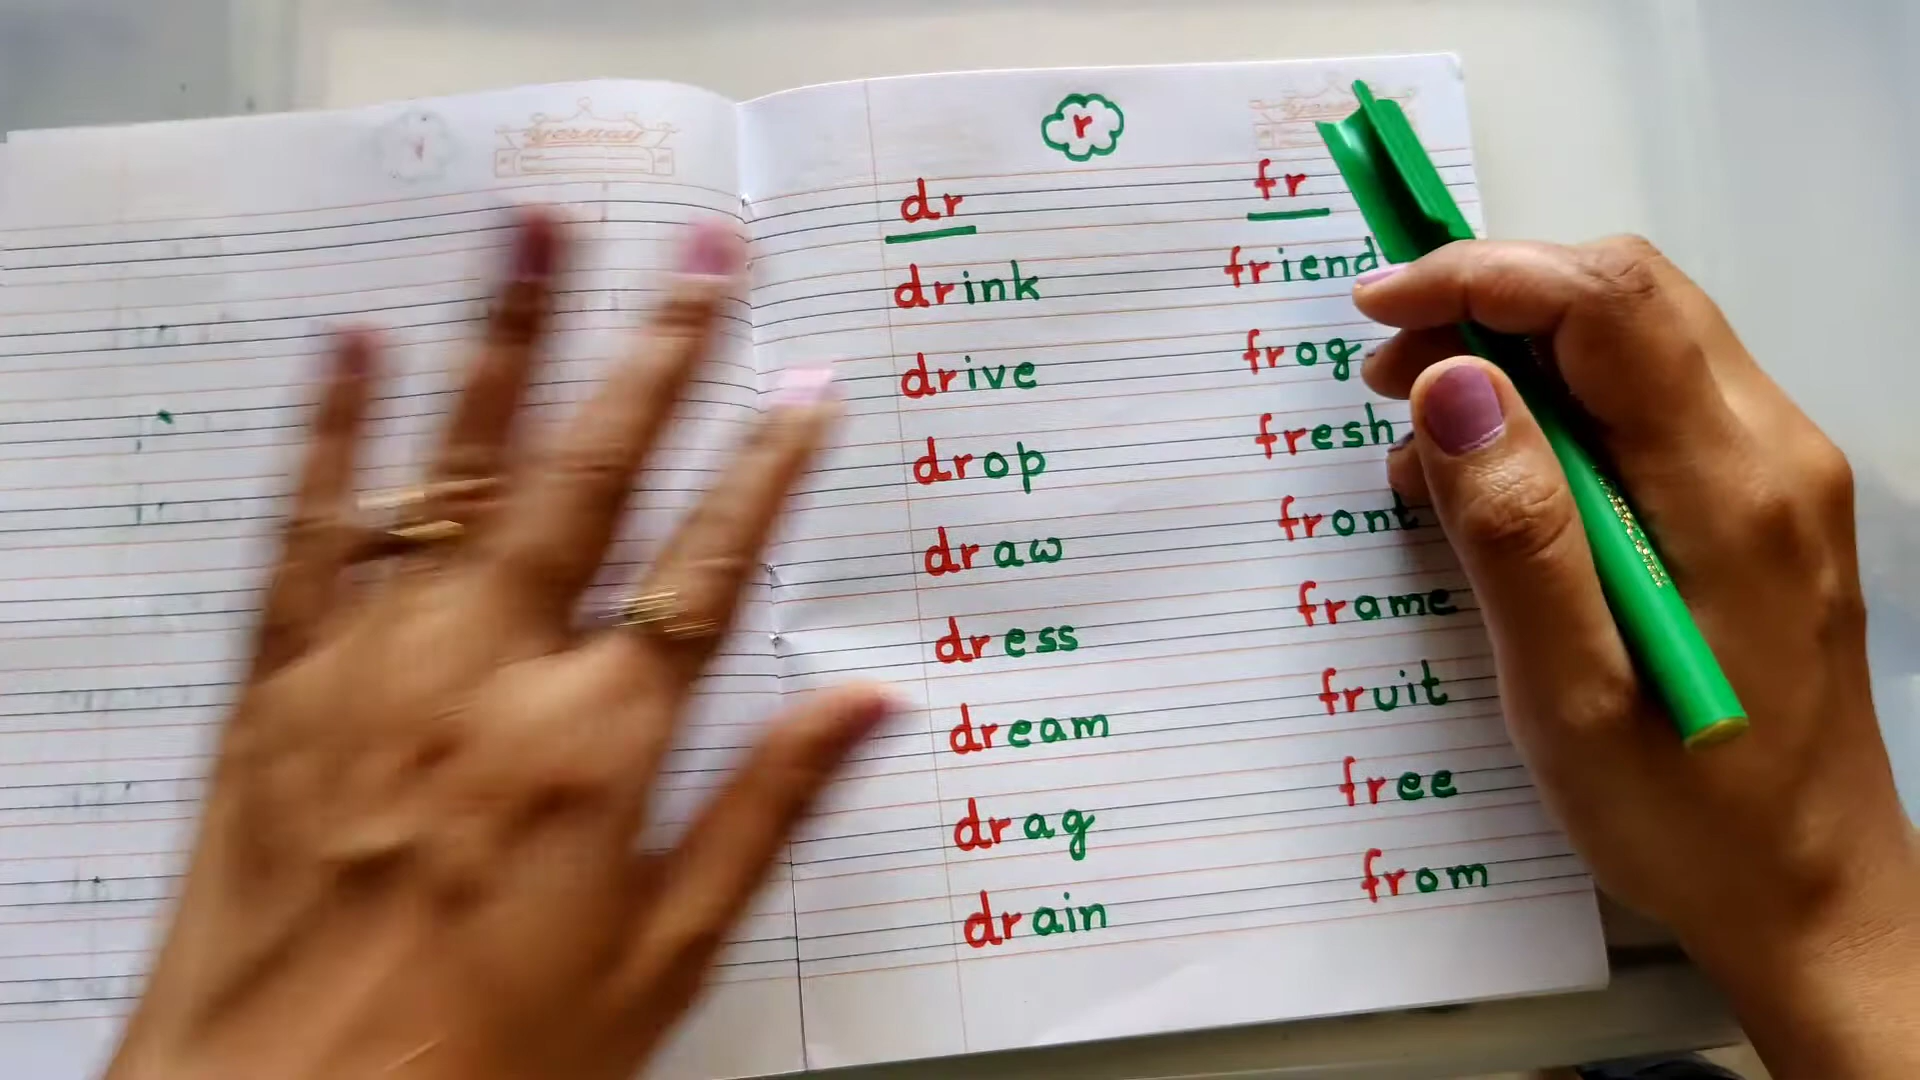 r
dr fr
drink friend
drive frog
drop fresh
draw front
dress frame
dream fruit
drag free
drain from